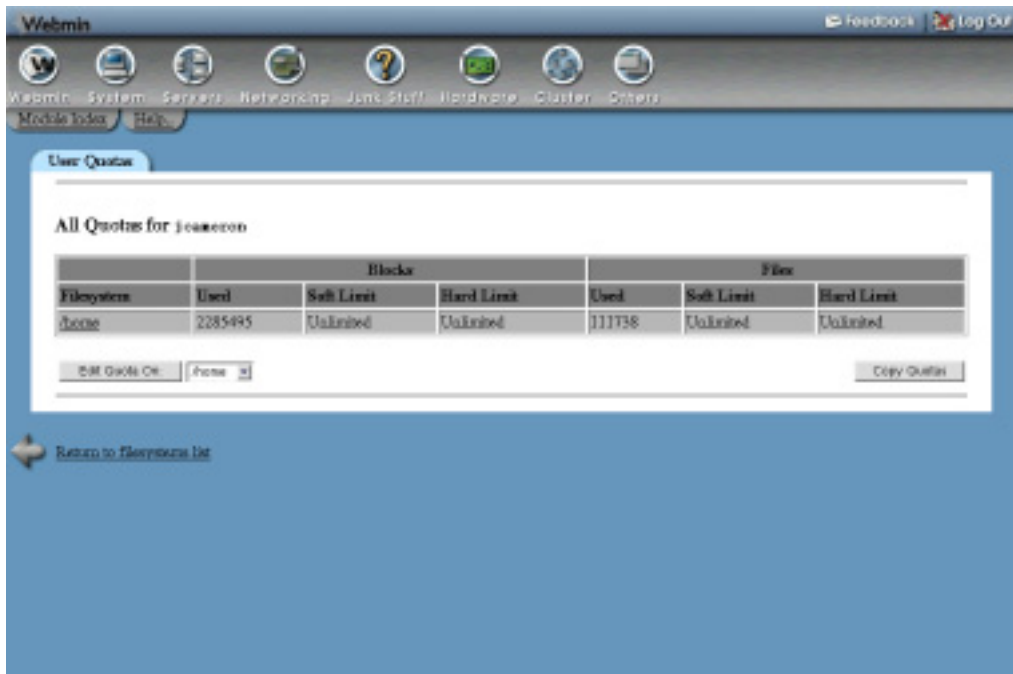 Webmin
Feedback
Log Out
Webmin System Servers Networking Junk Stuff Hardware Cluster Others
Module Index Help..
User Quotas
All Quotas for jcameron
Blocks Files
Filesystem Used Soft Limit Hard Limit Used Soft Limit Hard Limit
/home 2285495 Unlimited Unlimited 111738 Unlimited Unlimited
Edit Quota On: /home Copy Quotas
Return to filesystems list